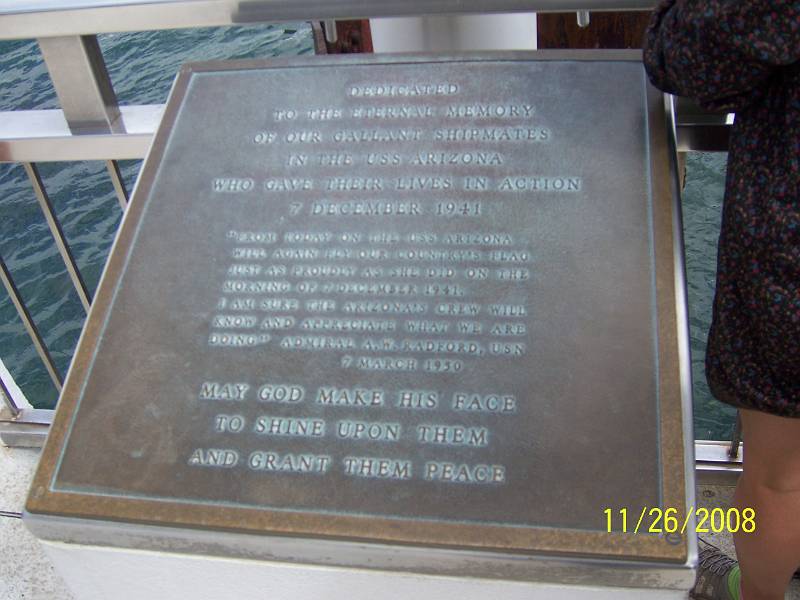 DEDICATED
TO THE ETERNAL MEMORY
OF OUR GALLANT SHIPMATES
IN THE USS ARIZONA
WHO GAVE THEIR LIVES IN ACTION
7 DECEMBER 1941
"FROM TODAY ON THE USS ARIZONA
WILL AGAIN FLY OUR COUNTRY'S FLAG
JUST AS PROUDLY AS SHE DID ON THE
MORNING OF 7 DECEMBER 1941.
I AM SURE THE ARIZONA'S CREW WILL
KNOW AND APPRECIATE WHAT WE ARE
DOING" ADMIRAL A.W. RADFORD, USN
7 MARCH 1950
MAY GOD MAKE HIS FACE
TO SHINE UPON THEM
AND GRANT THEM PEACE
11/26/2008